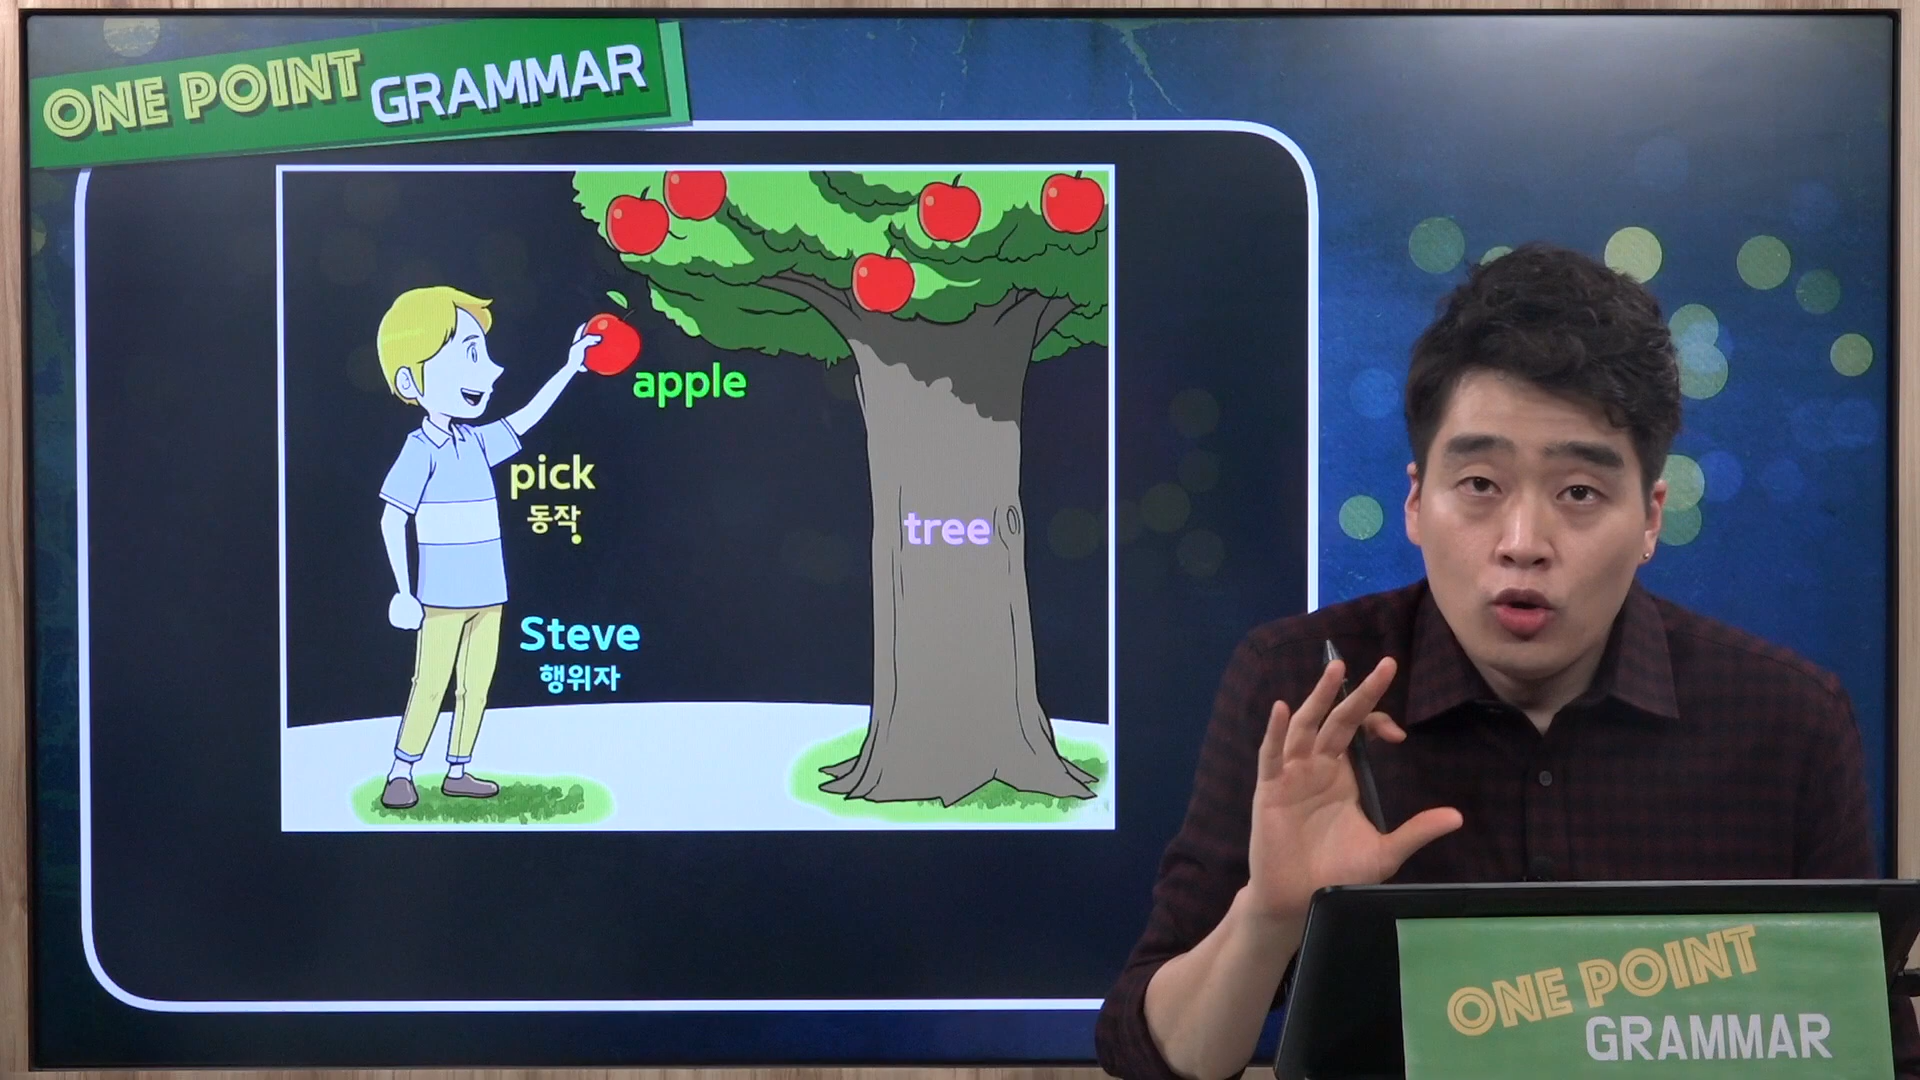 ONE POINT GRAMMAR
apple
pick
동작
tree
Steve
행위자
ONE POINT
GRAMMAR